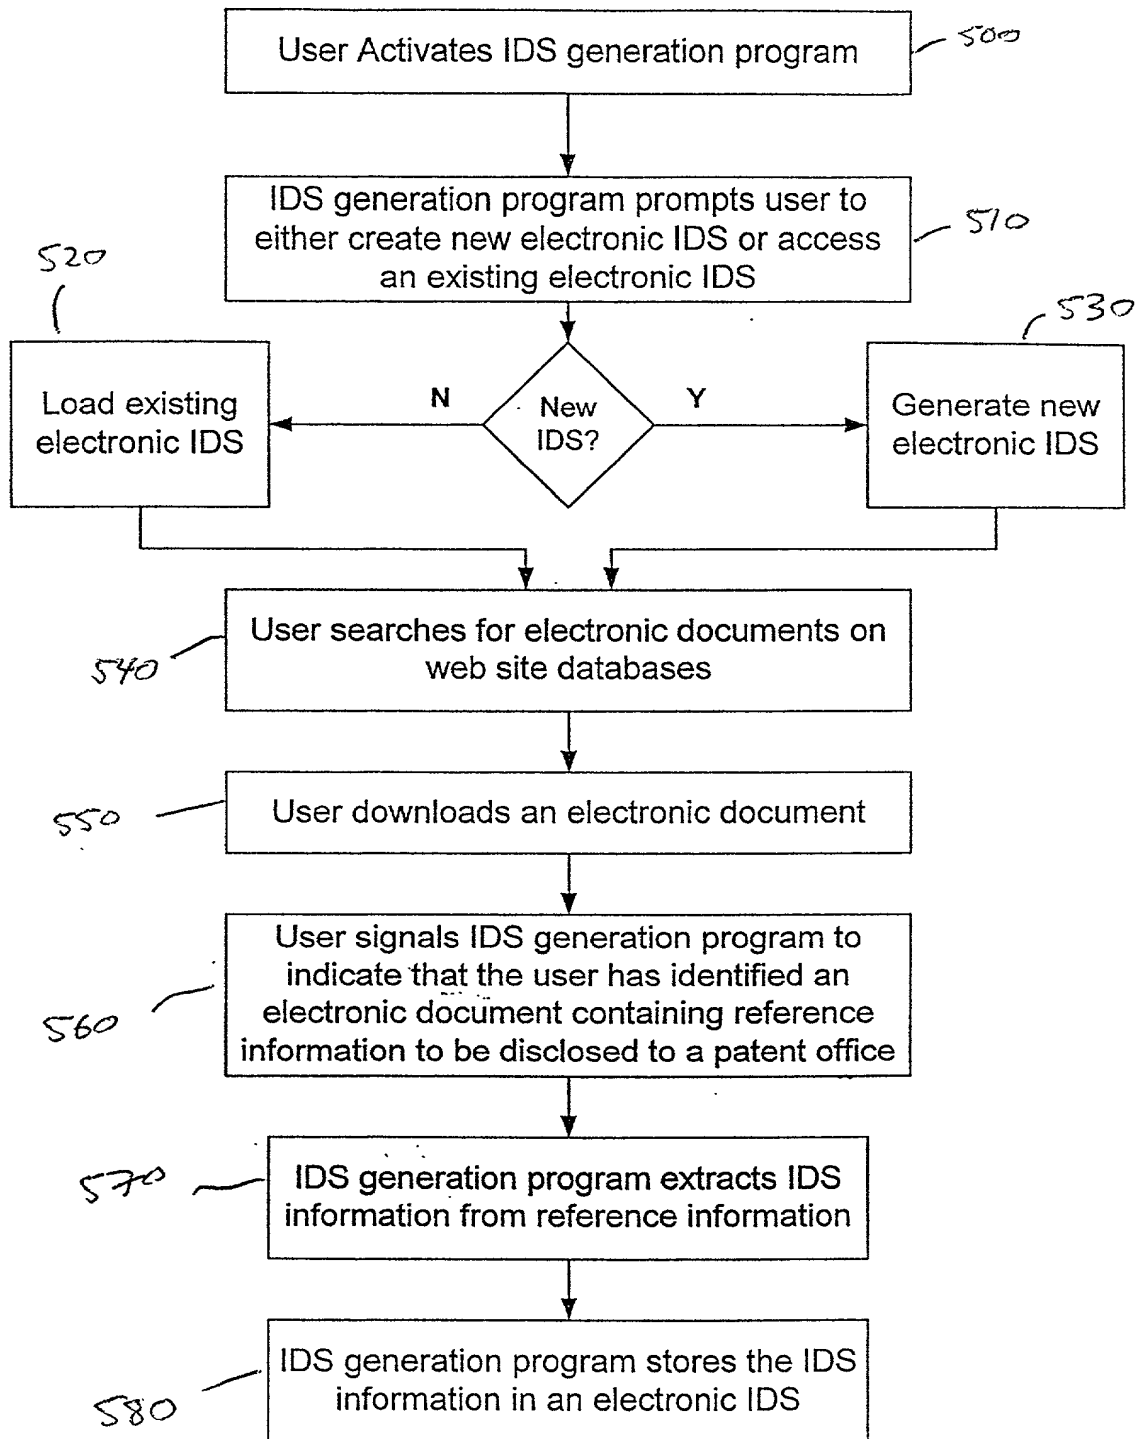 User Activates IDS generation program
500
IDS generation program prompts user to
either create new electronic IDS or access
an existing electronic IDS
510
520
530
Load existing
electronic IDS
N
New
IDS?
Y
Generate new
electronic IDS
User searches for electronic documents on
web site databases
540
User downloads an electronic document
550
User signals IDS generation program to
indicate that the user has identified an
electronic document containing reference
information to be disclosed to a patent office
560
IDS generation program extracts IDS
information from reference information
570
IDS generation program stores the IDS
information in an electronic IDS
580